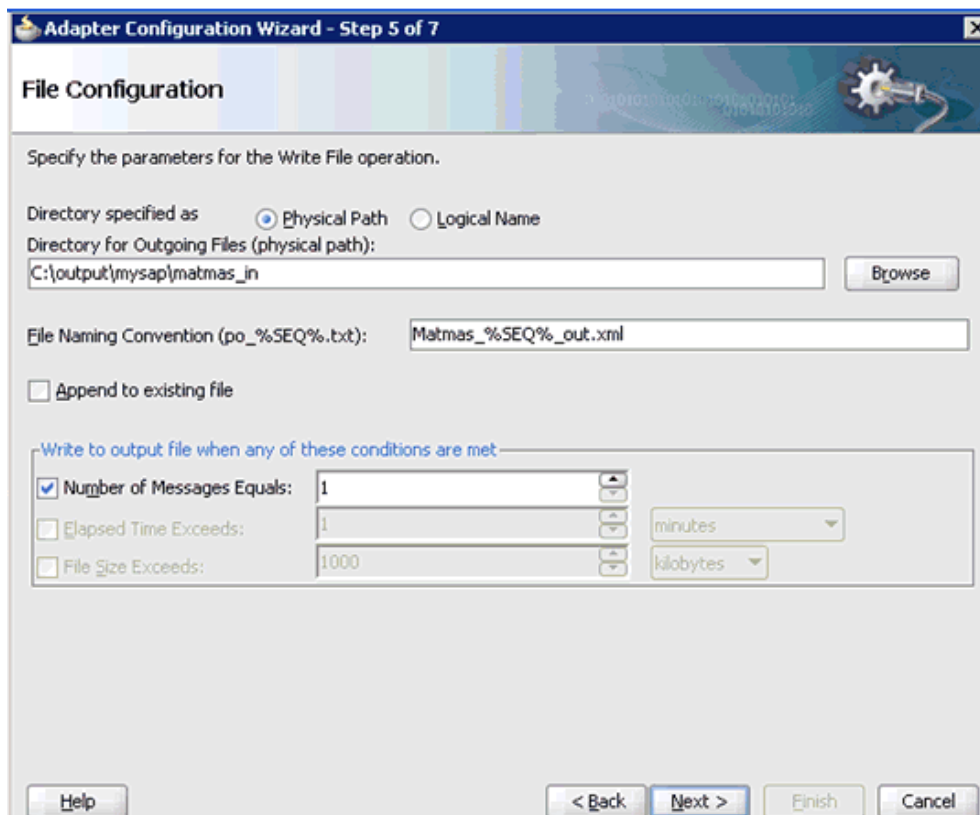 Adapter Configuration Wizard - Step 5 of 7
File Configuration
Specify the parameters for the Write File operation.
Directory specified as Physical Path Logical Name
Directory for Outgoing Files (physical path):
C:\output\mysap\matmas_in Browse
File Naming Convention (po_%SEQ%.txt): Matmas_%SEQ%_out.xml
Append to existing file
Write to output file when any of these conditions are met
Number of Messages Equals: 1
Elapsed Time Exceeds: 1 minutes
File Size Exceeds: 1000 kilobytes
Help < Back Next > Finish Cancel